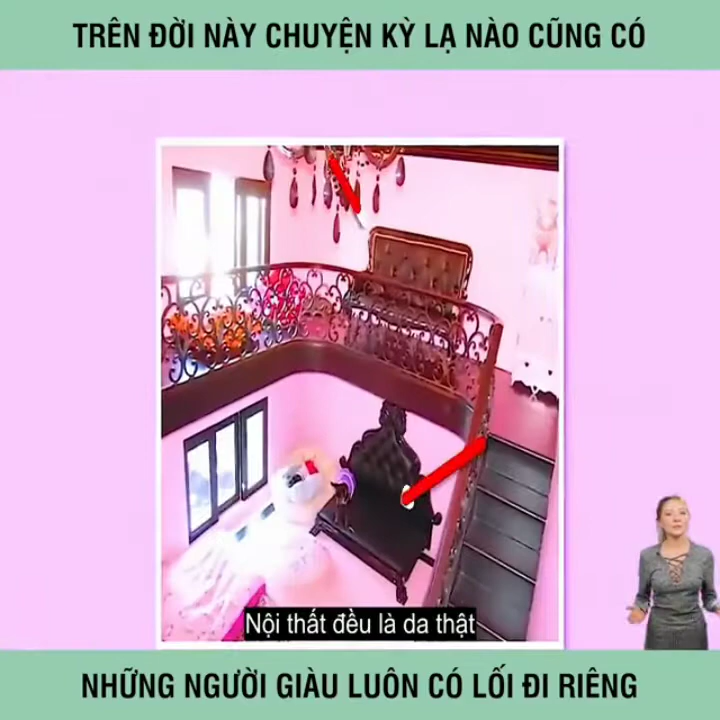 TRÊN ĐỜI NÀY CHUYỆN KỲ LẠ NÀO CŨNG CÓ
Nội thất đều là da thật
NHỮNG NGƯỜI GIÀU LUÔN CÓ LỐI ĐI RIÊNG